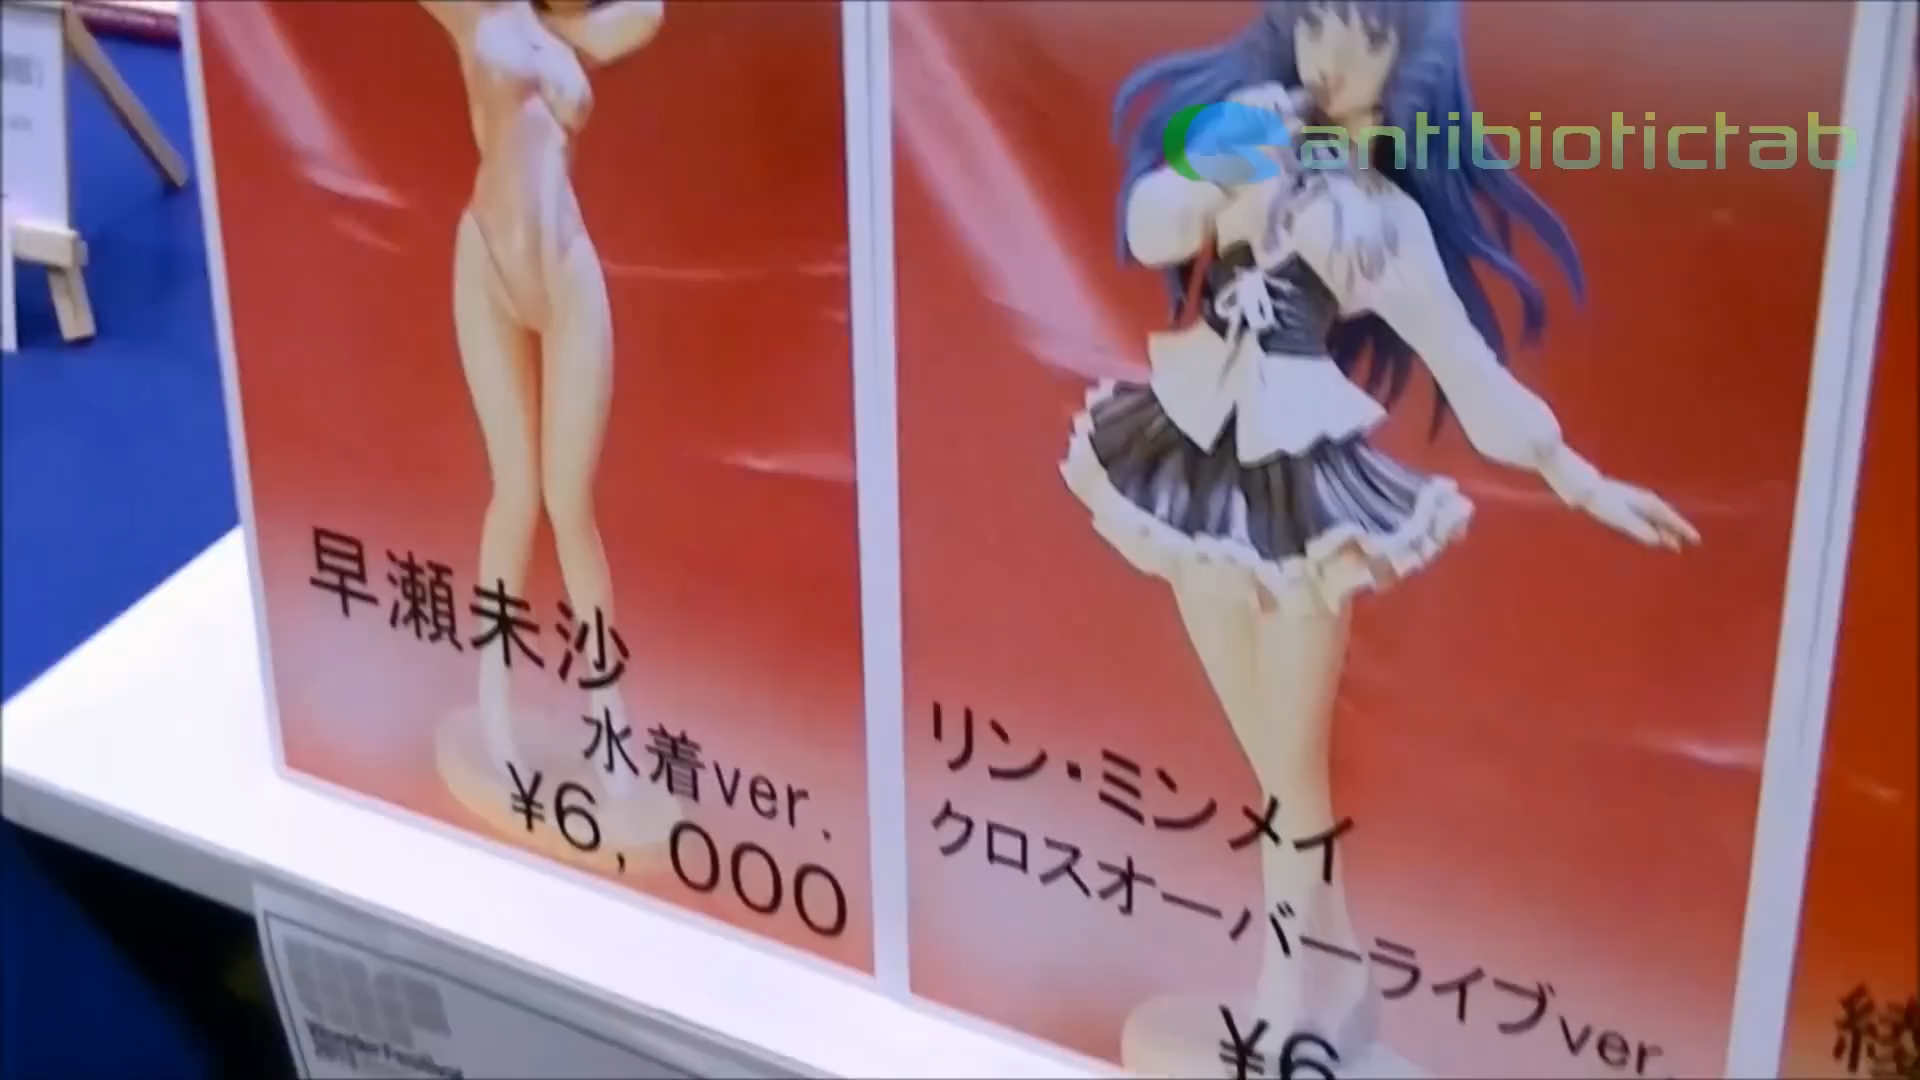 antibiotictab
早瀬未沙
水着ver.
¥6,000
リン・ミンメイ
クロスオーバーライブver.
¥6